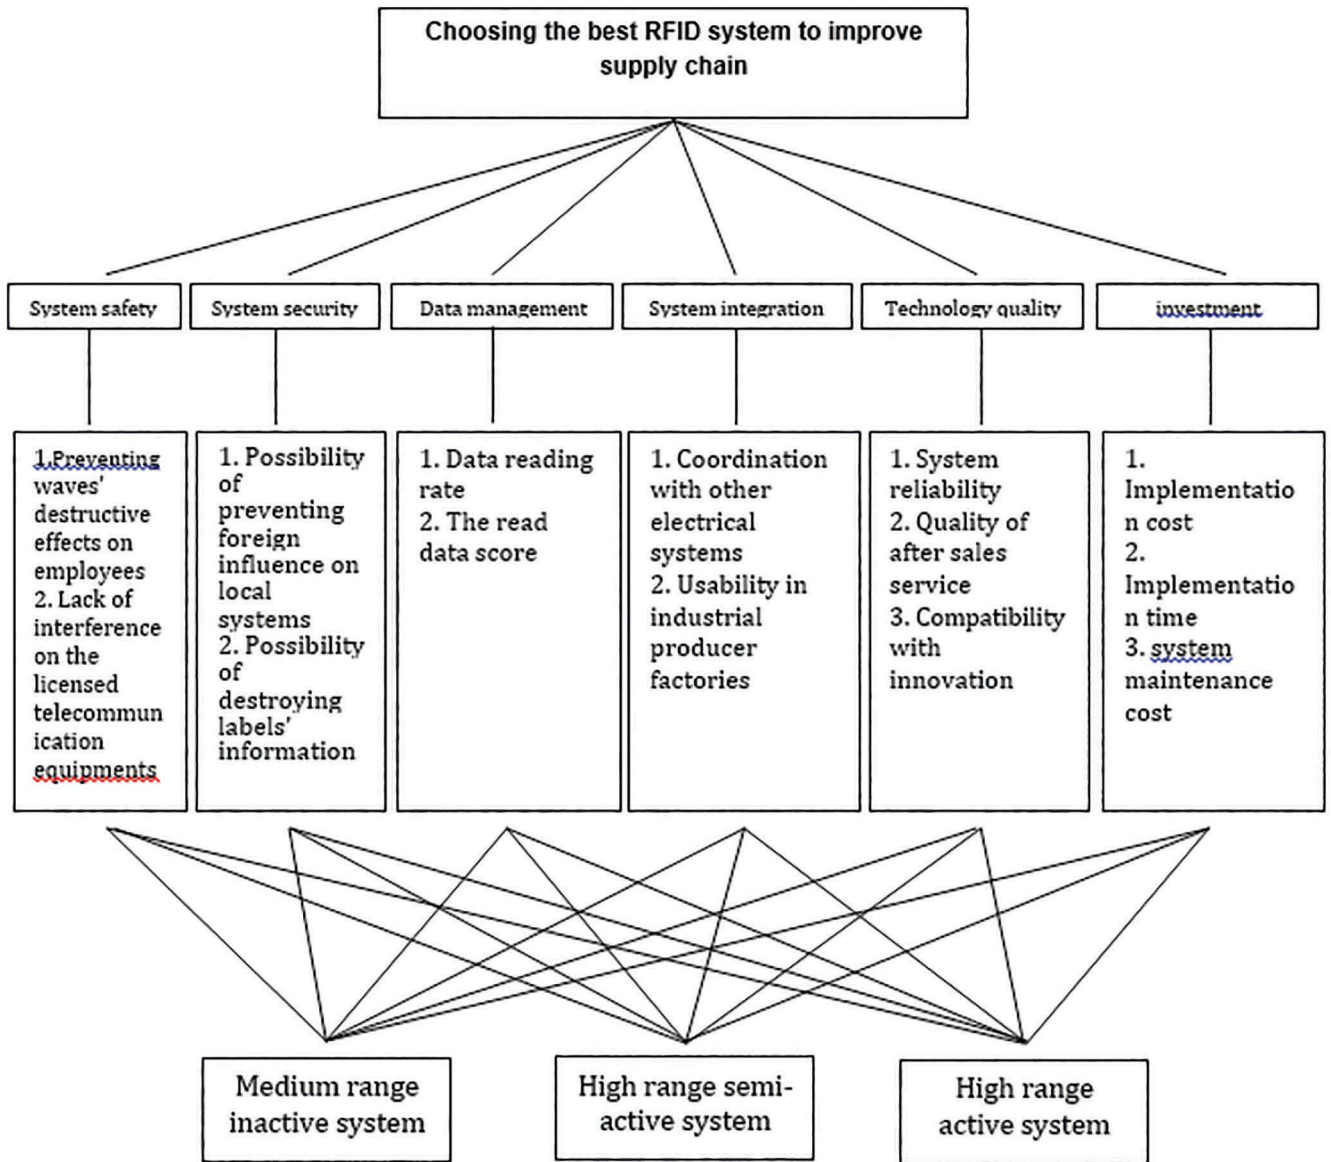 Choosing the best RFID system to improve
supply chain
System safety
System security
Data management
System integration
Technology quality
investment
1.Preventing
waves'
destructive
effects on
employees
2. Lack of
interference
on the
licensed
telecommun
ication
equipments
1. Possibility
of
preventing
foreign
influence on
local
systems
2. Possibility
of
destroying
labels'
information
1. Data reading
rate
2. The read
data score
1. Coordination
with other
electrical
systems
2. Usability in
industrial
producer
factories
1. System
reliability
2. Quality of
after sales
service
3. Compatibility
with
innovation
1.
Implementatio
n cost
2.
Implementatio
n time
3. system
maintenance
cost
Medium range
inactive system
High range semi-
active system
High range
active system